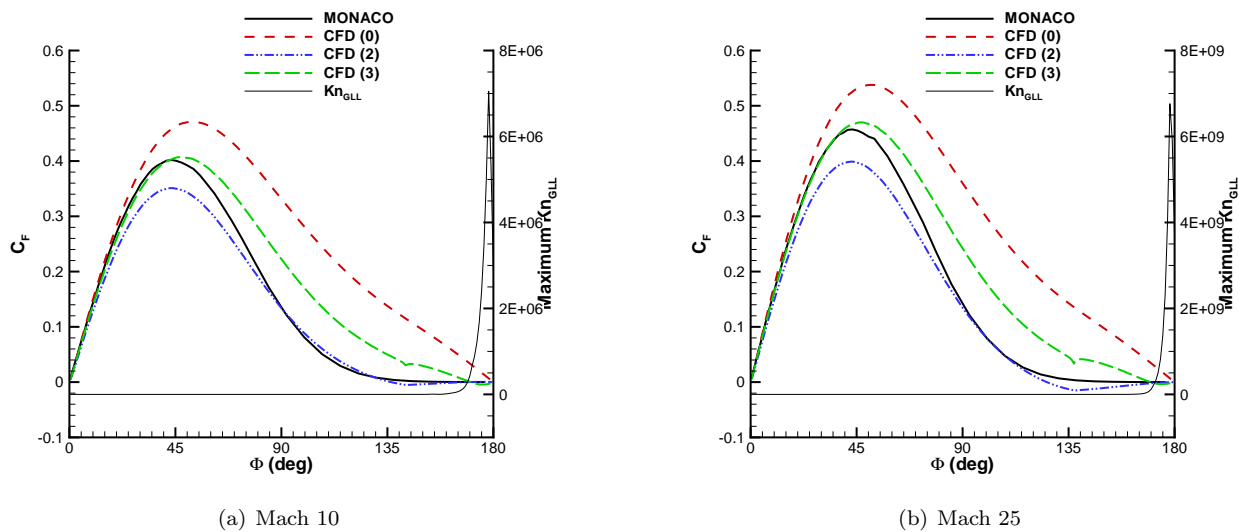 MONACO
CFD (0)
CFD (2)
CFD (3)
Kn_GLL
0.6
0.5
0.4
0.3
0.2
0.1
0
-0.1
C_F
8E+06
6E+06
4E+06
2E+06
0
Maximum Kn_GLL
0
45
90
135
180
Φ (deg)
(a) Mach 10
MONACO
CFD (0)
CFD (2)
CFD (3)
Kn_GLL
0.6
0.5
0.4
0.3
0.2
0.1
0
-0.1
C_F
8E+09
6E+09
4E+09
2E+09
0
Maximum Kn_GLL
0
45
90
135
180
Φ (deg)
(b) Mach 25